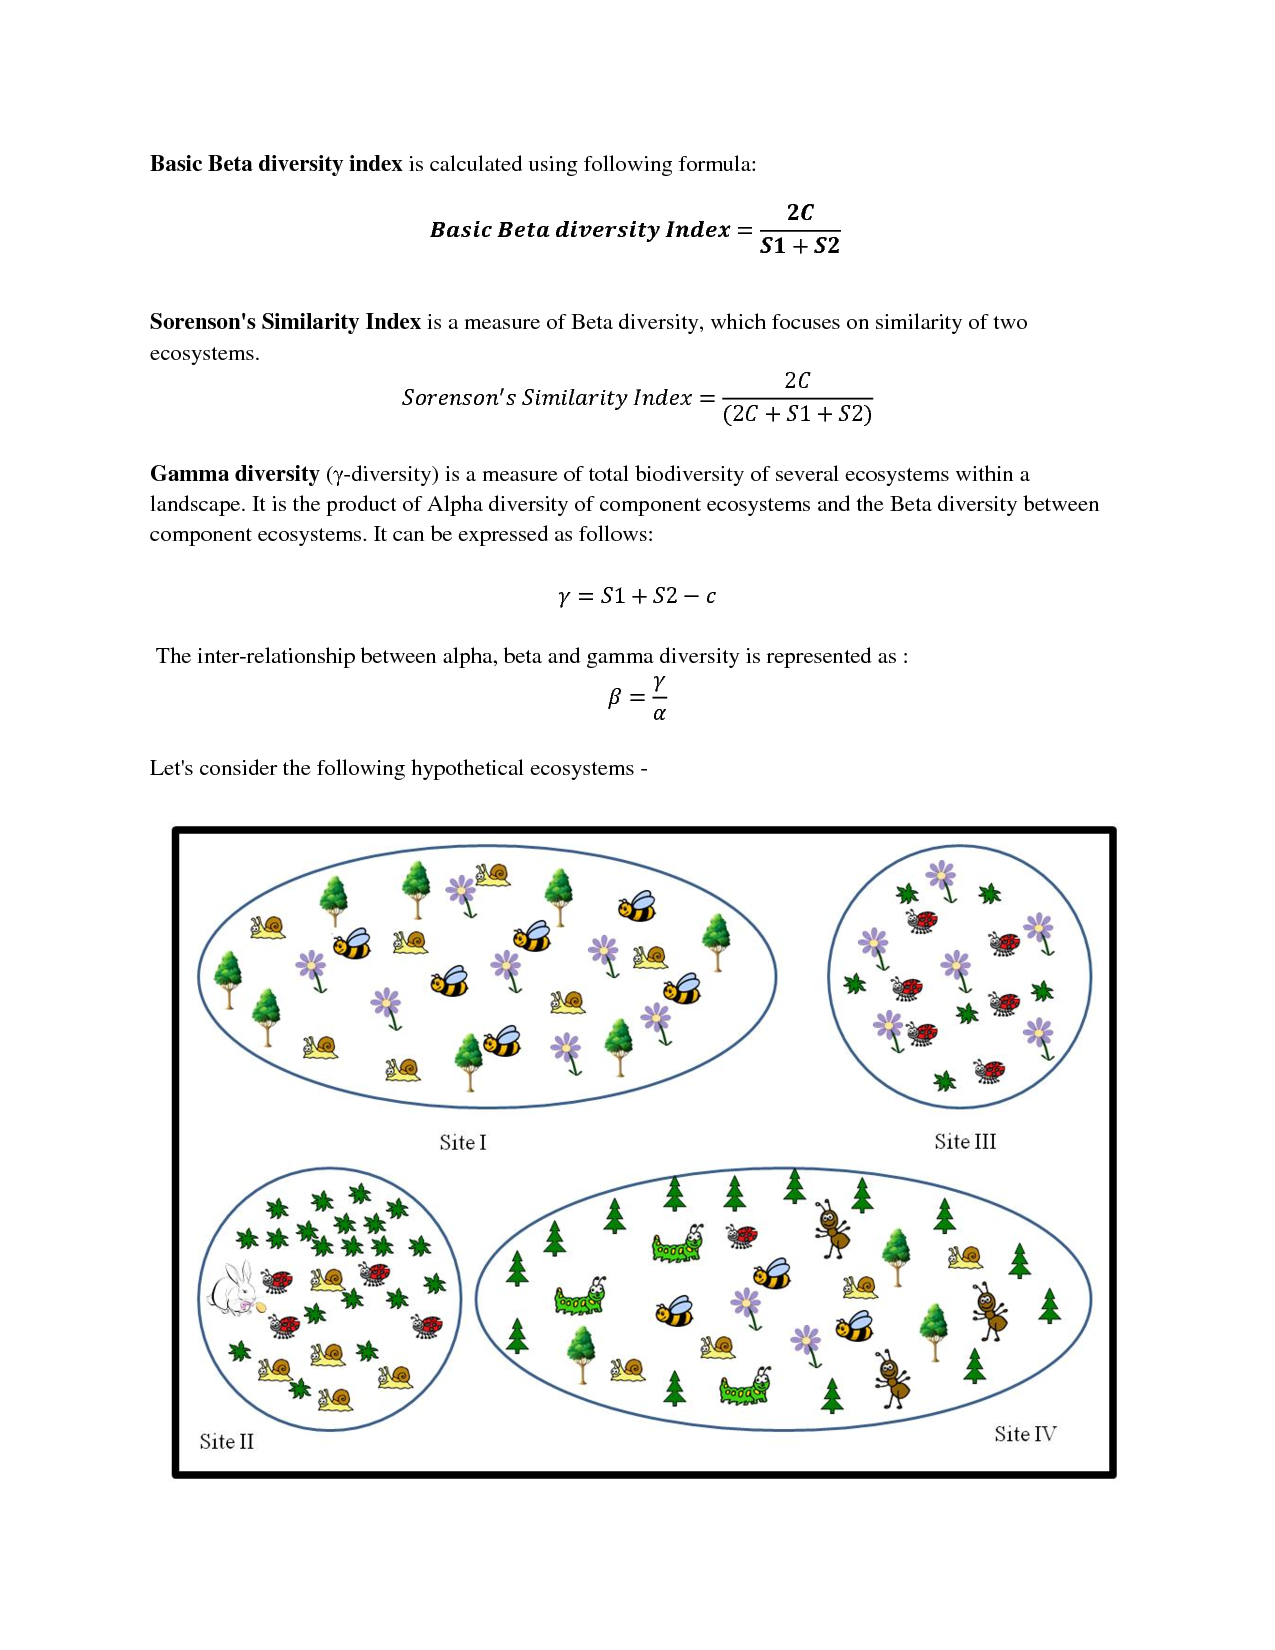 Basic Beta diversity index is calculated using following formula:
Basic Beta diversity Index = 2C / S1 + S2
Sorenson's Similarity Index is a measure of Beta diversity, which focuses on similarity of two
ecosystems.
Sorenson's Similarity Index = 2C / (2C + S1 + S2)
Gamma diversity (γ-diversity) is a measure of total biodiversity of several ecosystems within a
landscape. It is the product of Alpha diversity of component ecosystems and the Beta diversity between
component ecosystems. It can be expressed as follows:
γ = S1 + S2 − c
The inter-relationship between alpha, beta and gamma diversity is represented as :
β = γ / α
Let's consider the following hypothetical ecosystems -
Site I
Site III
Site II
Site IV